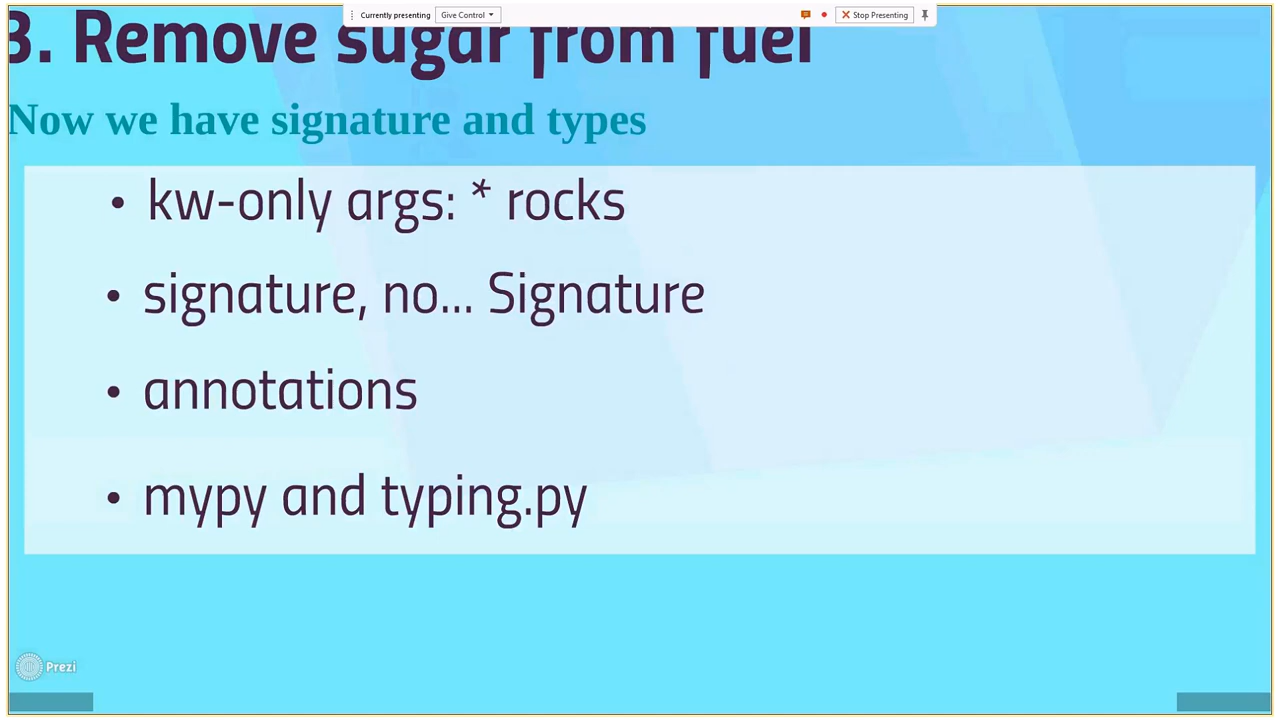 Currently presenting Give Control Stop Presenting
3. Remove sugar from fuel
Now we have signature and types
• kw-only args: * rocks
• signature, no... Signature
• annotations
• mypy and typing.py
Prezi